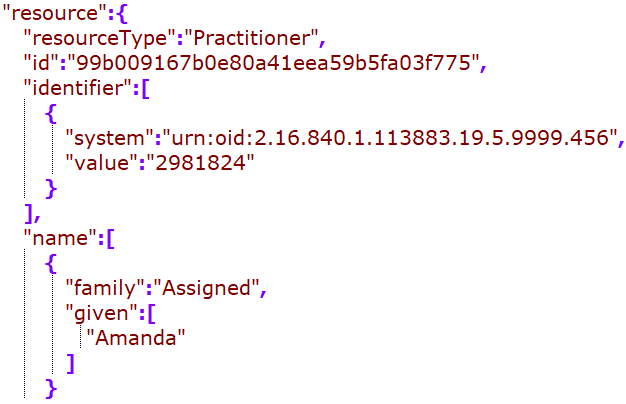 "resource":{
"resourceType":"Practitioner",
"id":"99b009167b0e80a41eea59b5fa03f775",
"identifier":[
{
"system":"urn:oid:2.16.840.1.113883.19.5.9999.456",
"value":"2981824"
}
],
"name":[
{
"family":"Assigned",
"given":[
"Amanda"
]
}